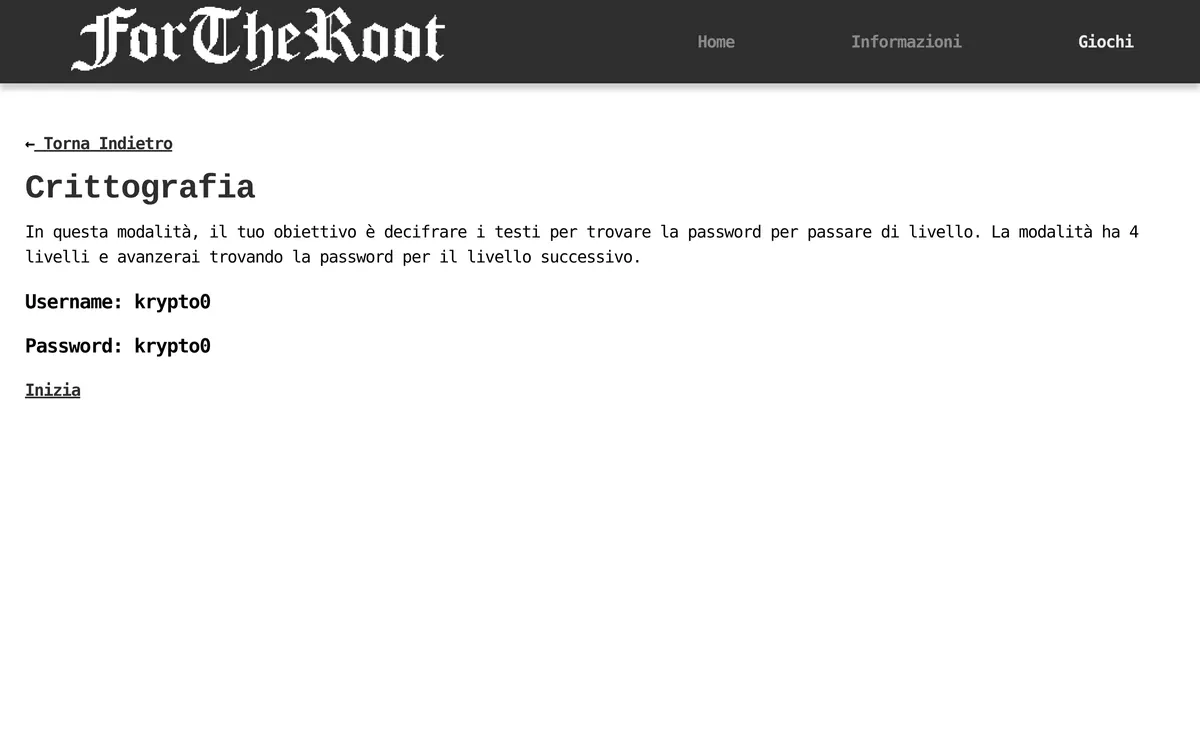 ForTheRoot
Home
Informazioni
Giochi
← Torna Indietro
Crittografia
In questa modalità, il tuo obiettivo è decifrare i testi per trovare la password per passare di livello. La modalità ha 4
livelli e avanzerai trovando la password per il livello successivo.
Username: krypto0
Password: krypto0
Inizia